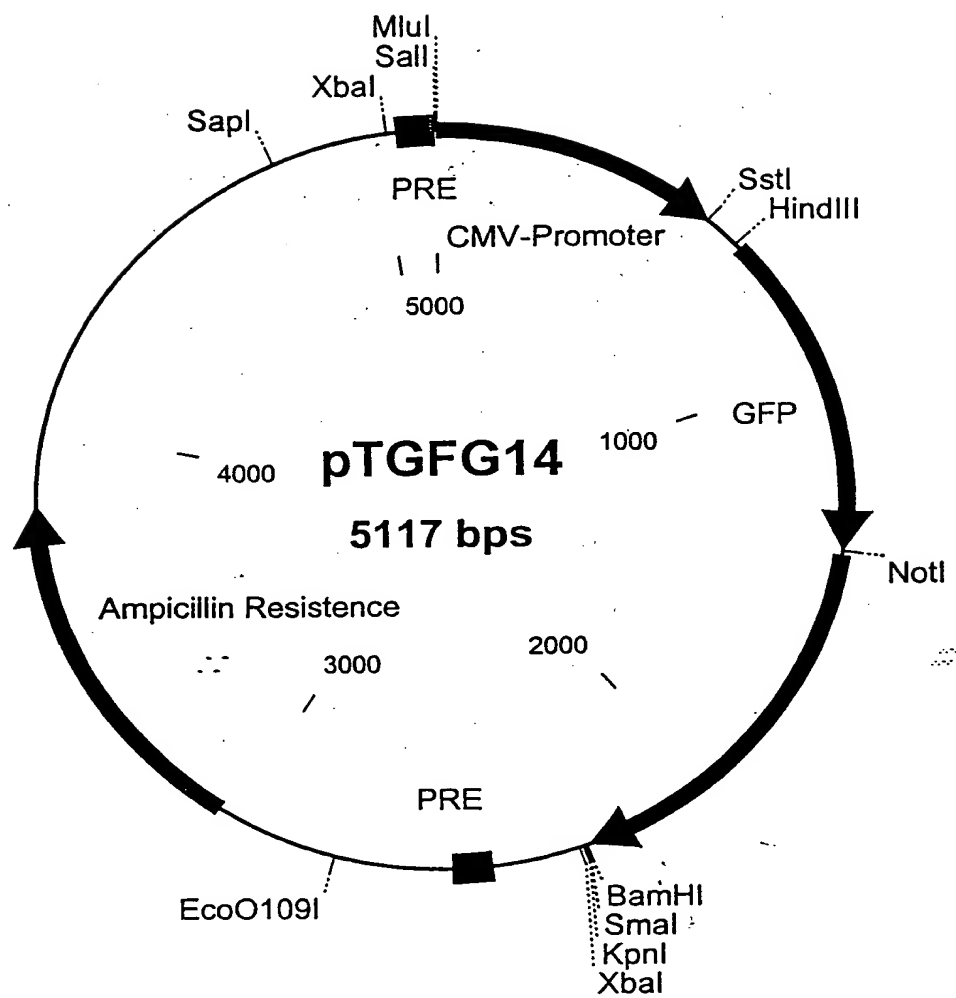 MluI
SalI
XbaI
SapI
PRE
SstI
HindIII
CMV-Promoter
5000
GFP
1000
pTGFG14
4000
5117 bps
NotI
Ampicillin Resistence
2000
3000
PRE
BamHI
EcoO109I
SmaI
KpnI
XbaI